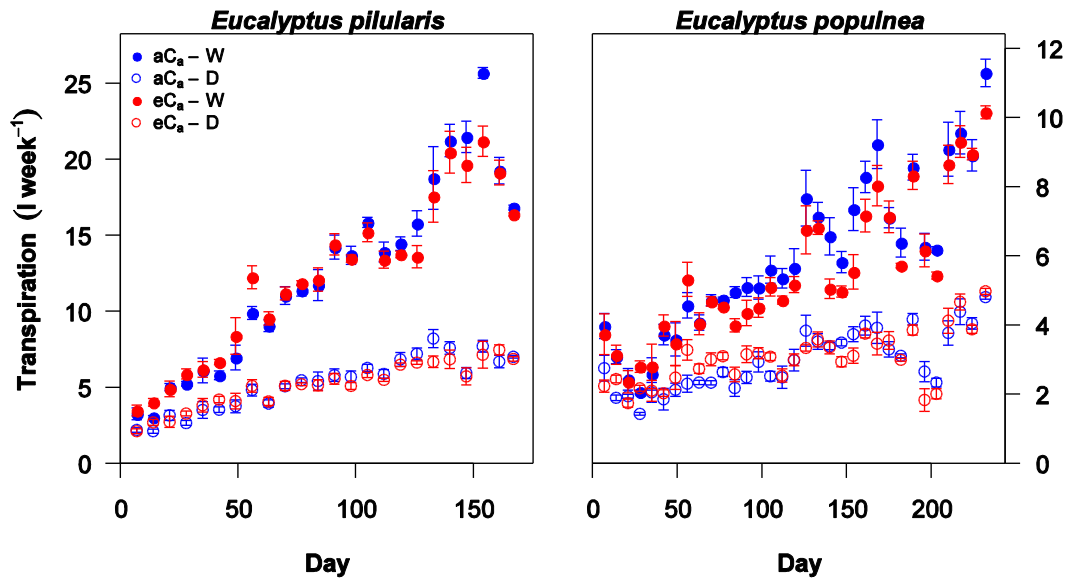 Eucalyptus pilularis
Eucalyptus populnea
aCₐ – W
aCₐ – D
eCₐ – W
eCₐ – D
Transpiration (l week⁻¹)
25
20
15
10
5
0
12
10
8
6
4
2
0
0 50 100 150
0 50 100 150 200
Day
Day